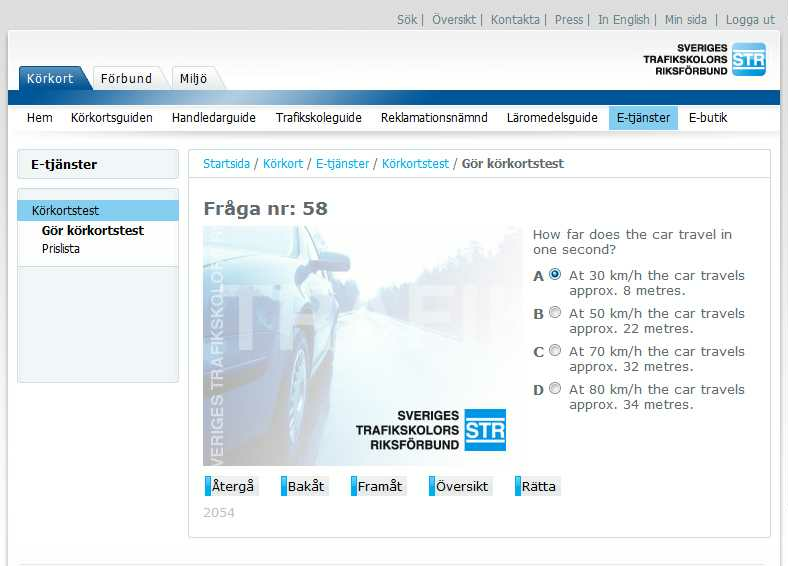 Sök | Översikt | Kontakta | Press | In English | Min sida | Logga ut
SVERIGES
TRAFIKSKOLORS
RIKSFÖRBUND
STR
Körkort Förbund Miljö
Hem Körkortsguiden Handledarguide Trafikskoleguide Reklamationsnämnd Läromedelsguide E-tjänster E-butik
E-tjänster
Körkortstest
Gör körkortstest
Prislista
Startsida / Körkort / E-tjänster / Körkortstest / Gör körkortstest
Fråga nr: 58
SVERIGES
TRAFIKSKOLORS
RIKSFÖRBUND
STR
How far does the car travel in
one second?
A At 30 km/h the car travels
approx. 8 metres.
B At 50 km/h the car travels
approx. 22 metres.
C At 70 km/h the car travels
approx. 32 metres.
D At 80 km/h the car travels
approx. 34 metres.
Återgå Bakåt Framåt Översikt Rätta
2054